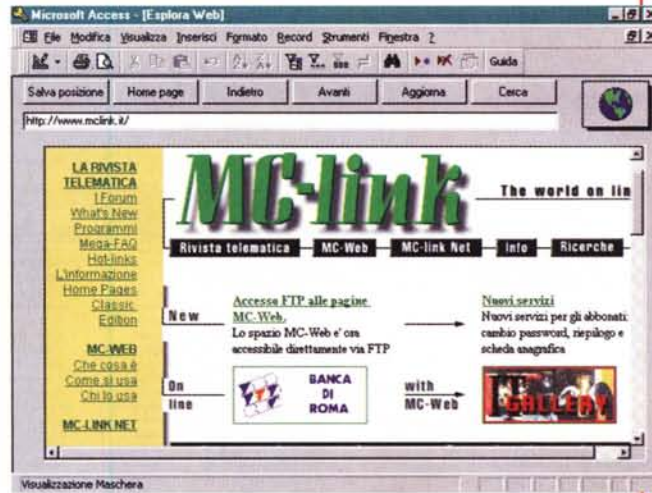 Microsoft Access - [Esplora Web]
File Modifica Visualizza Inserisci Formato Record Strumenti Finestra ?
Guida
Salva posizione Home page Indietro Avanti Aggiorna Cerca
http://www.mclink.it/
LA RIVISTA
TELEMATICA
I Forum
What's New
Programmi
Mega-FAQ
Hot-links
L'informazione
Home Pages
Classic
Edition
MC-WEB
Che cosa è
Come si usa
Chi lo usa
MC-LINK NET
MC-link
The world on lin
Rivista telematica MC-Web MC-link Net Info Ricerche
New
Accesso FTP alle pagine
MC-Web.
Lo spazio MC-Web e' ora
accessibile direttamente via FTP
Nuovi servizi
Nuovi servizi per gli abbonati:
cambio password, riepilogo e
scheda anagrafica
On
line
BANCA
DI
ROMA
with
MC-Web
GALLERY
Visualizzazione Maschera